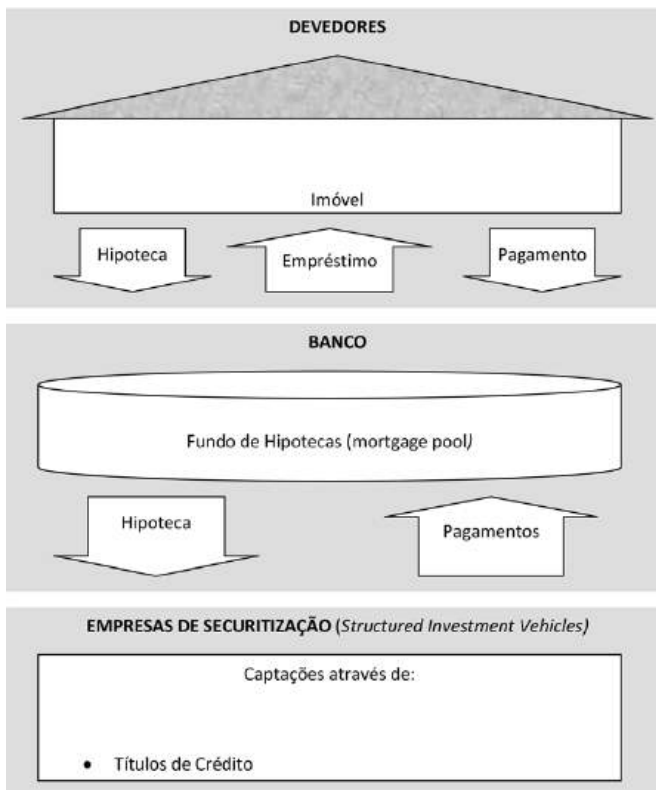 DEVEDORES
Imóvel
Hipoteca
Empréstimo
Pagamento
BANCO
Fundo de Hipotecas (mortgage pool)
Hipoteca
Pagamentos
EMPRESAS DE SECURITIZAÇÃO (Structured Investment Vehicles)
Captações através de:
• Títulos de Crédito